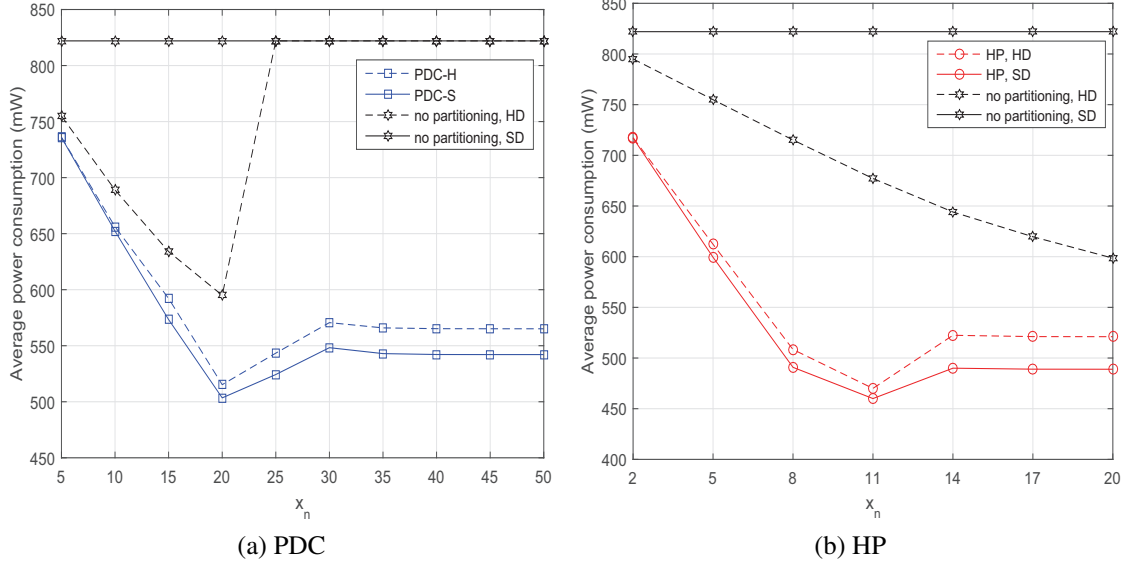 850
800
750
700
650
600
550
500
450
Average power consumption (mW)
5 10 15 20 25 30 35 40 45 50
x_n
PDC-H
PDC-S
no partitioning, HD
no partitioning, SD
(a) PDC
850
800
750
700
650
600
550
500
450
400
Average power consumption (mW)
2 5 8 11 14 17 20
x_n
HP, HD
HP, SD
no partitioning, HD
no partitioning, SD
(b) HP